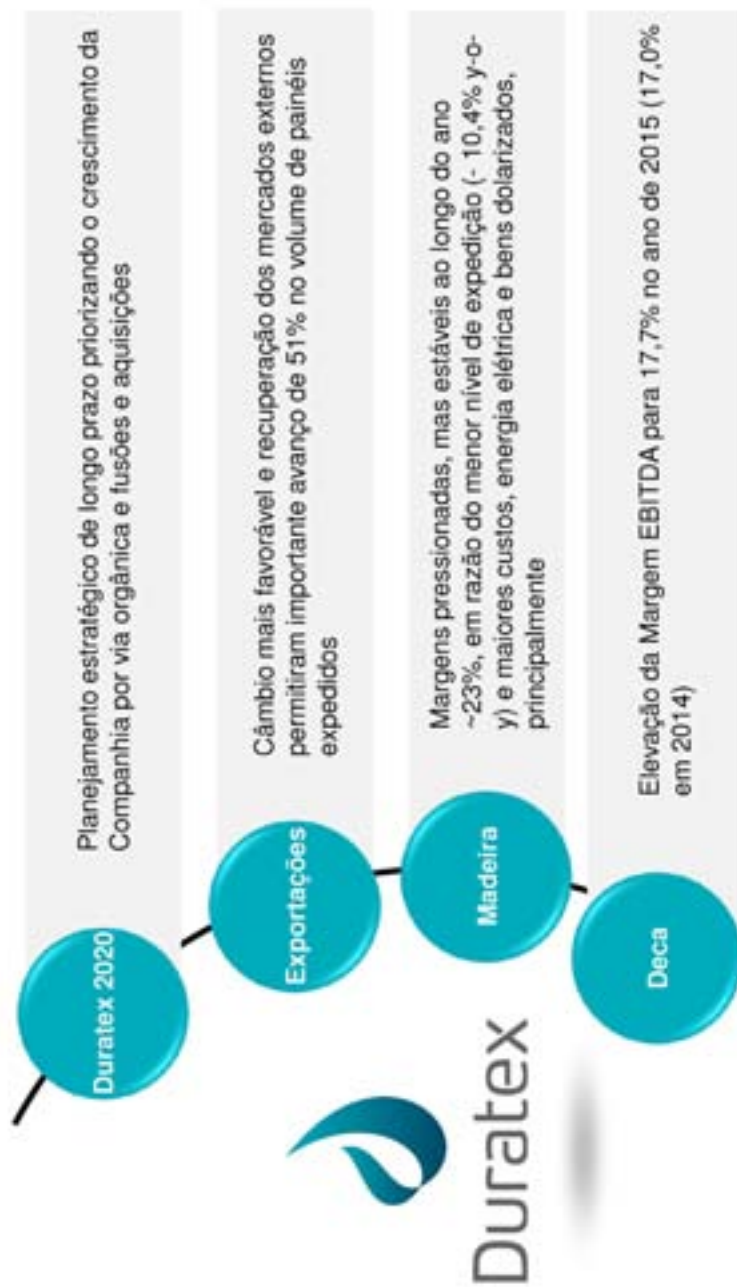 Duratex
Duratex 2020
Planejamento estratégico de longo prazo priorizando o crescimento da
Companhia por via orgânica e fusões e aquisições
Exportações
Câmbio mais favorável e recuperação dos mercados externos
permitiram importante avanço de 51% no volume de painéis
expedidos
Madeira
Margens pressionadas, mas estáveis ao longo do ano
~23%, em razão do menor nível de expedição (- 10,4% y-o-
y) e maiores custos, energia elétrica e bens dolarizados,
principalmente
Deca
Elevação da Margem EBITDA para 17,7% no ano de 2015 (17,0%
em 2014)